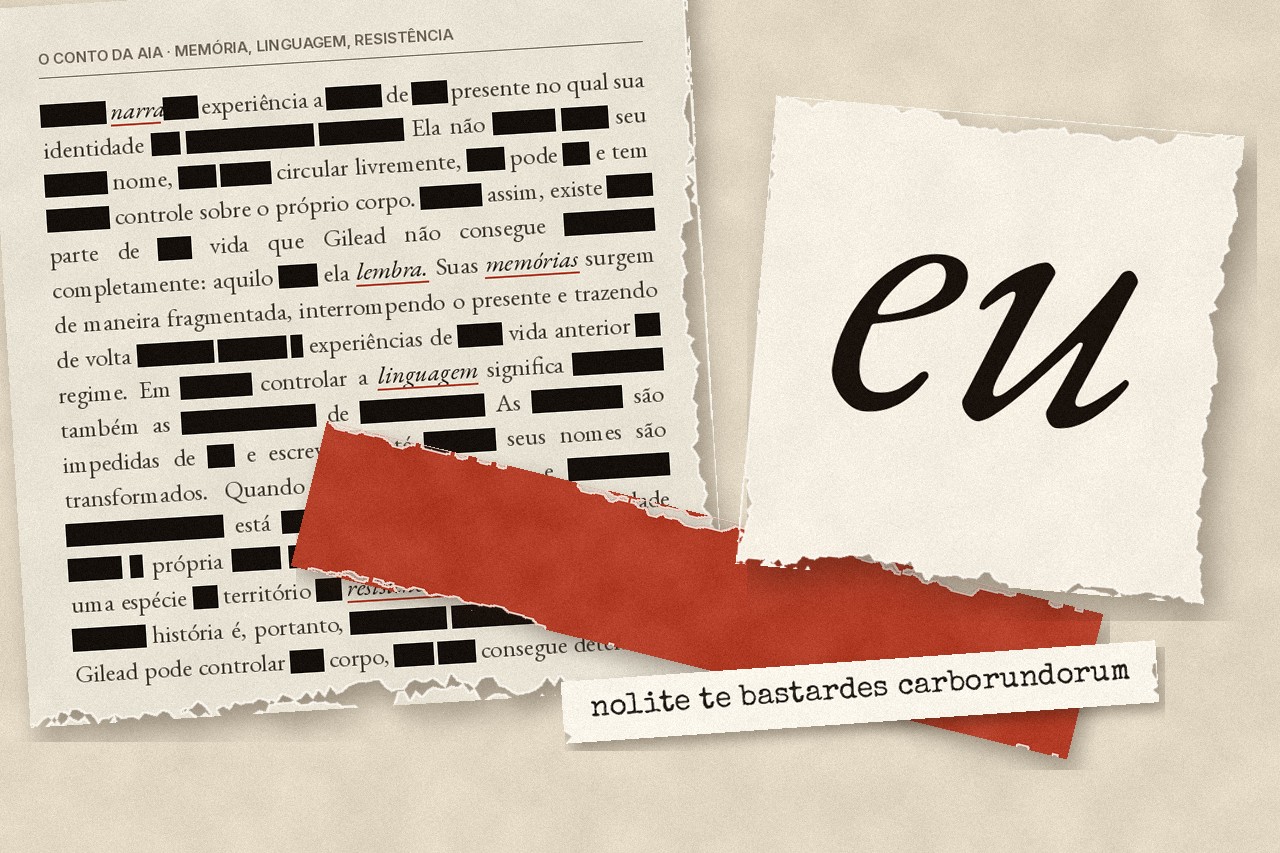 O CONTO DA AIA · MEMÓRIA, LINGUAGEM, RESISTÊNCIA
narra experiência a de presente no qual sua
identidade Ela não seu
nome, circular livremente, pode e tem
controle sobre o próprio corpo. assim, existe
parte de vida que Gilead não consegue
completamente: aquilo ela lembra. Suas memórias surgem
de maneira fragmentada, interrompendo o presente e trazendo
de volta experiências de vida anterior
regime. Em controlar a linguagem significa
também as de As são
impedidas de e seus nomes são
transformados. Quando e
está
própria
uma espécie território
história é, portanto,
Gilead pode controlar corpo, consegue
eu
nolite te bastardes carborundorum